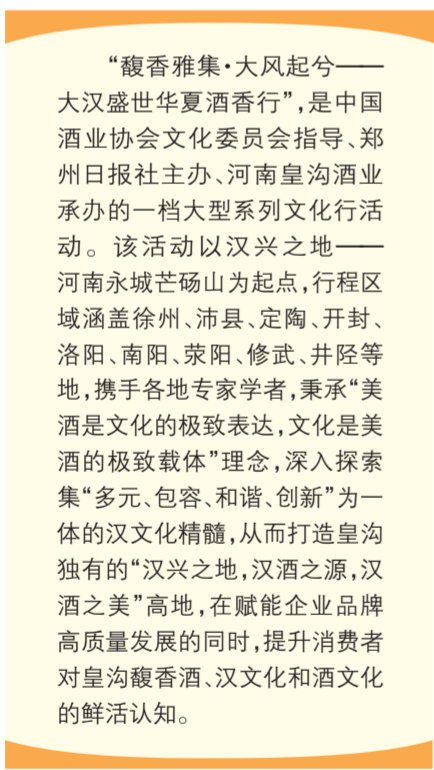 “馥香雅集·大风起兮——
大汉盛世华夏酒香行”，是中国
酒业协会文化委员会指导、郑
州日报社主办、河南皇沟酒业
承办的一档大型系列文化行活
动。该活动以汉兴之地——
河南永城芒砀山为起点，行程区
域涵盖徐州、沛县、定陶、开封、
洛阳、南阳、荥阳、修武、井陉等
地，携手各地专家学者，秉承“美
酒是文化的极致表达，文化是美
酒的极致载体”理念，深入探索
集“多元、包容、和谐、创新”为一
体的汉文化精髓，从而打造皇沟
独有的“汉兴之地，汉酒之源，汉
酒之美”高地，在赋能企业品牌
高质量发展的同时，提升消费者
对皇沟馥香酒、汉文化和酒文化
的鲜活认知。